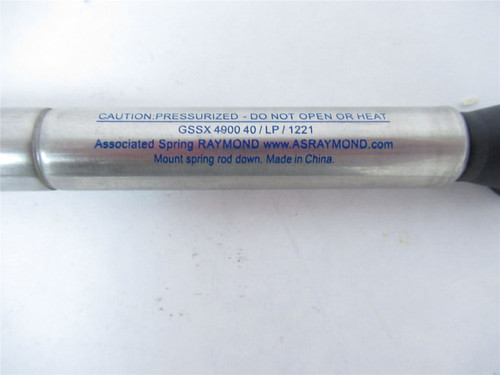 CAUTION:PRESSURIZED - DO NOT OPEN OR HEAT
GSSX 4900 40 / LP / 1221
Associated Spring RAYMOND www.ASRAYMOND.com
Mount spring rod down. Made in China.